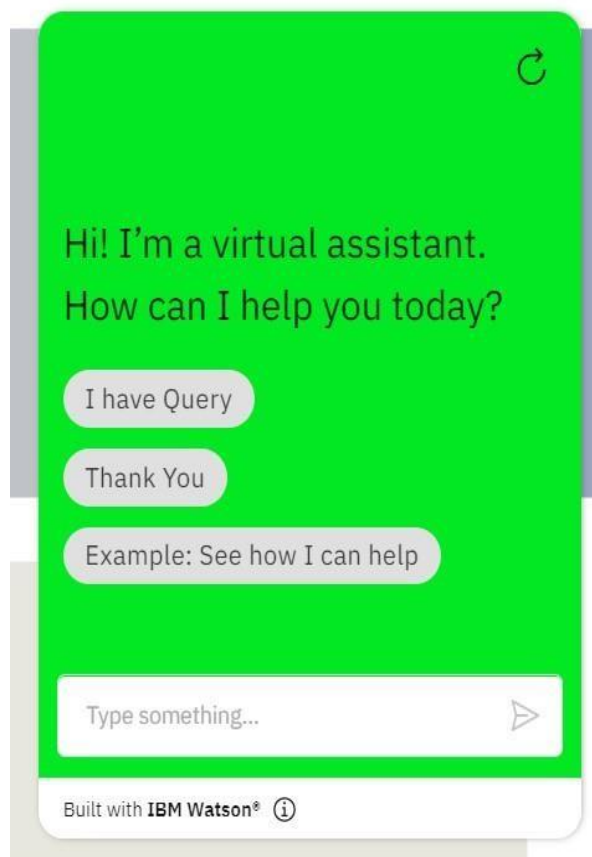 Hi! I’m a virtual assistant.
How can I help you today?
I have Query
Thank You
Example: See how I can help
Type something...
Built with IBM Watson®